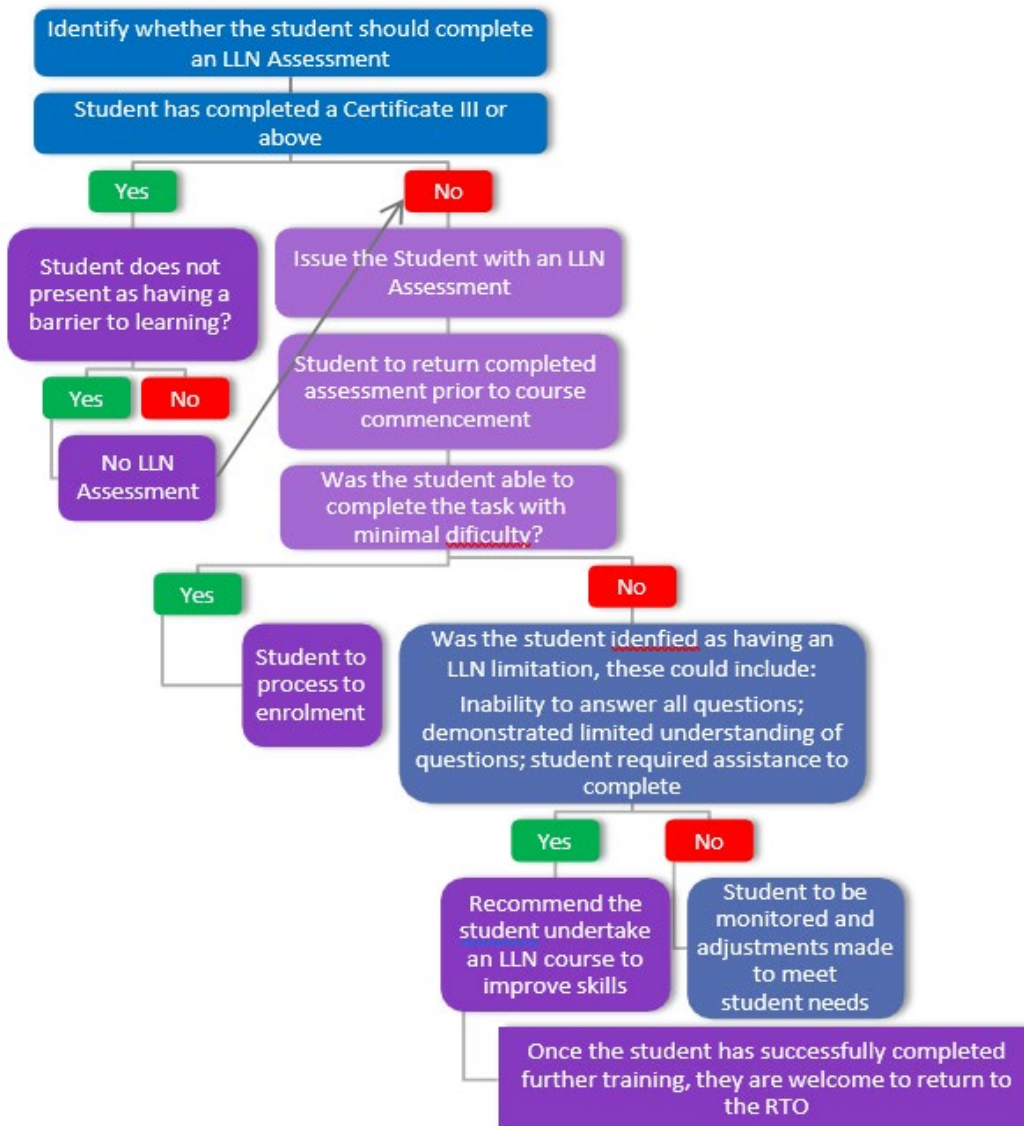 Identify whether the student should complete
an LLN Assessment
Student has completed a Certificate III or
above
Yes
No
Student does not
present as having a
barrier to learning?
Yes
No
No LLN
Assessment
Issue the Student with an LLN
Assessment
Student to return completed
assessment prior to course
commencement
Was the student able to
complete the task with
minimal dificulty?
Yes
No
Student to
process to
enrolment
Was the student idenfied as having an
LLN limitation, these could include:
Inability to answer all questions;
demonstrated limited understanding of
questions; student required assistance to
complete
Yes
No
Recommend the
student undertake
an LLN course to
improve skills
Student to be
monitored and
adjustments made
to meet
student needs
Once the student has successfully completed
further training, they are welcome to return to
the RTO